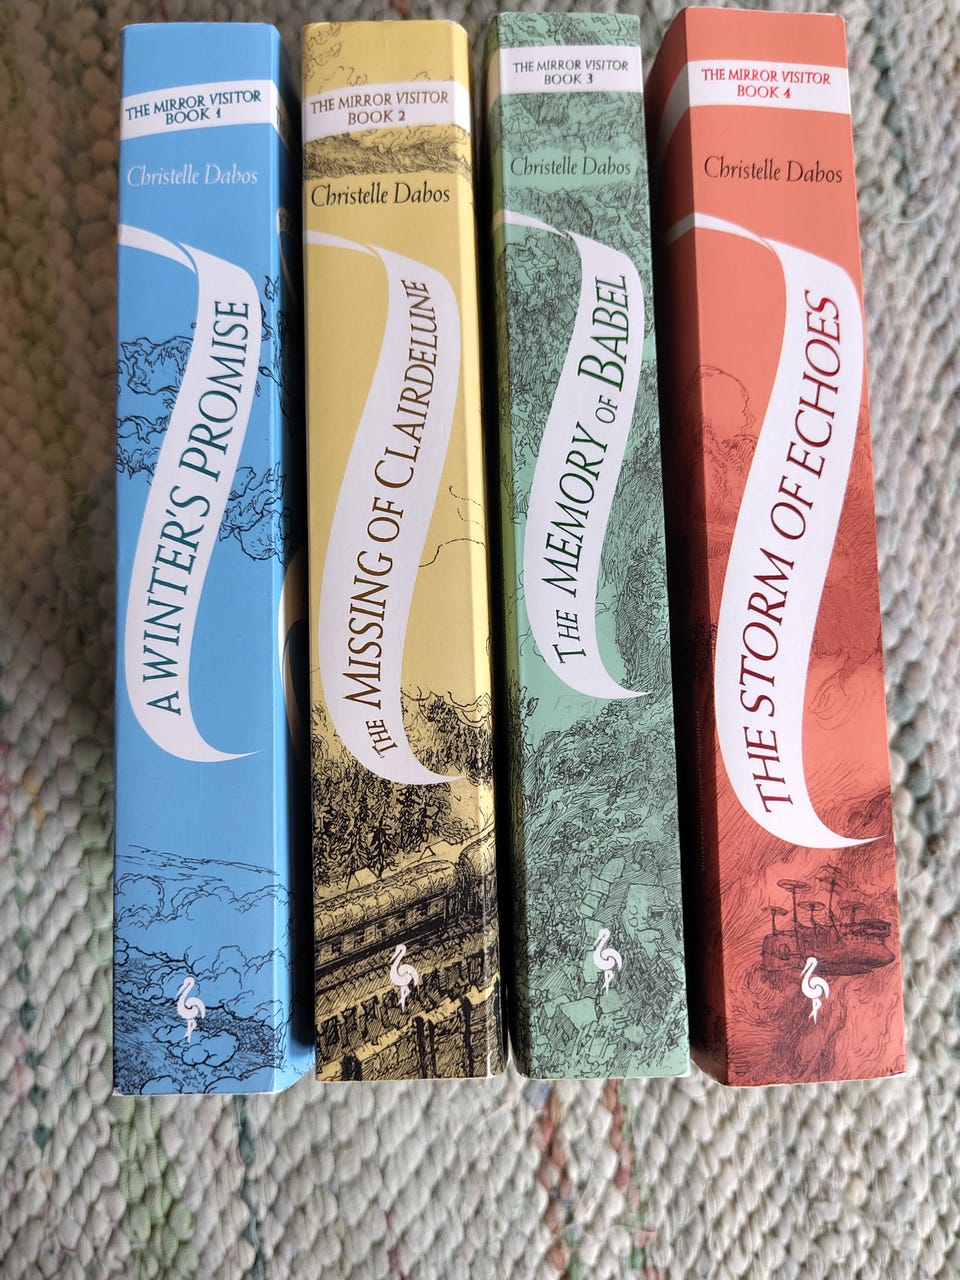 THE MIRROR VISITOR
BOOK 1
Christelle Dabos
A WINTER'S PROMISE
THE MIRROR VISITOR
BOOK 2
Christelle Dabos
THE MISSING OF CLAIRDELUNE
THE MIRROR VISITOR
BOOK 3
Christelle Dabos
THE MEMORY OF BABEL
THE MIRROR VISITOR
BOOK 4
Christelle Dabos
THE STORM OF ECHOES